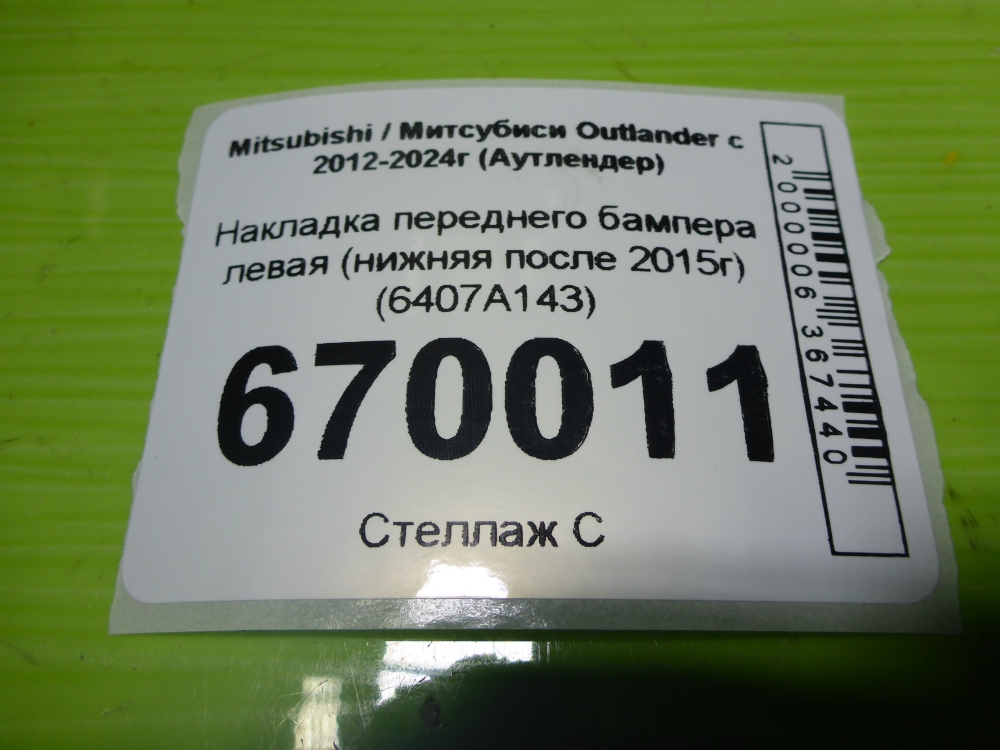 Mitsubishi / Митсубиси Outlander с
2012-2024г (Аутлендер)
Накладка переднего бампера
левая (нижняя после 2015г)
(6407A143)
670011
Стеллаж С
2000006367440